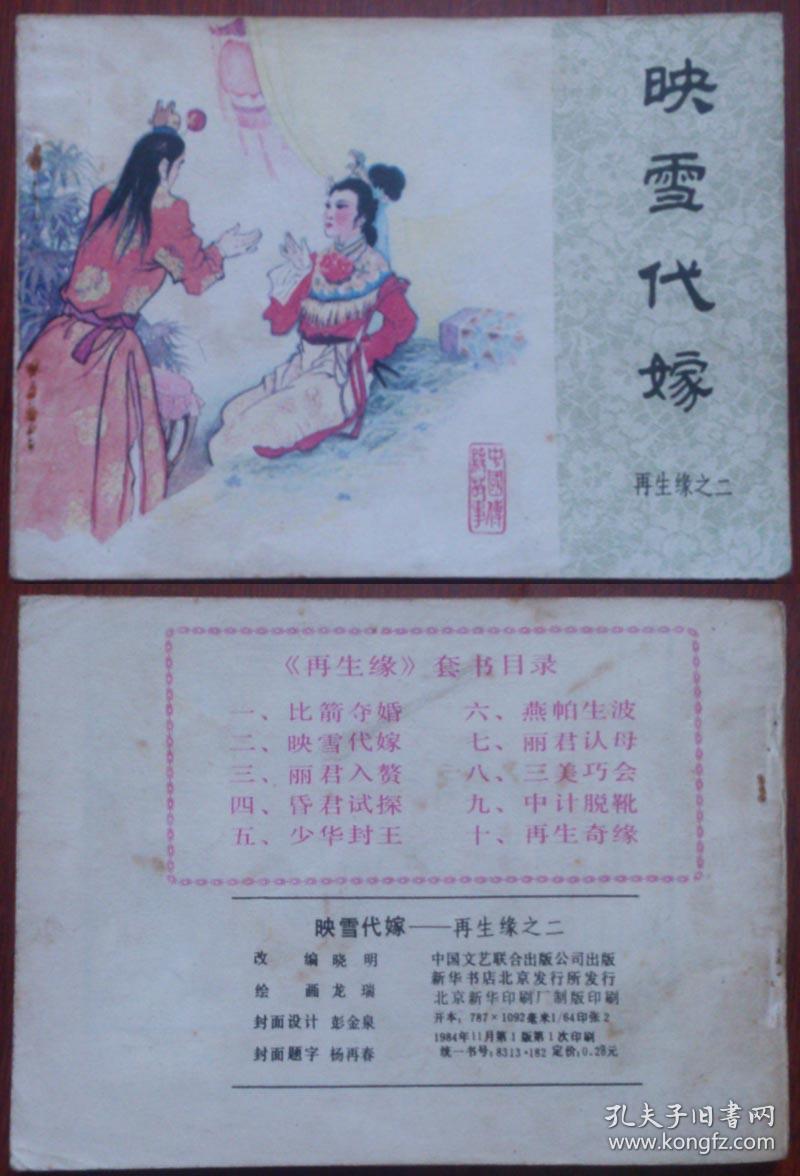 映雪代嫁
再生缘之二
中國傳
統故事
《再生缘》套书目录
一、比箭夺婚
二、映雪代嫁
三、丽君入赘
四、昏君试探
五、少华封王
六、燕帕生波
七、丽君认母
八、三美巧会
九、中计脱靴
十、再生奇缘
映雪代嫁——再生缘之二
改 编 晓 明
绘 画 龙 瑞
封面设计 彭金泉
封面题字 杨再春
中国文艺联合出版公司出版
新华书店北京发行所发行
北京新华印刷厂制版印刷
开本:787×1092毫米1/64印张2
1984年11月第1版第1次印刷
统一书号:8313·182 定价:0.28元
孔夫子旧书网
www.kongfz.com